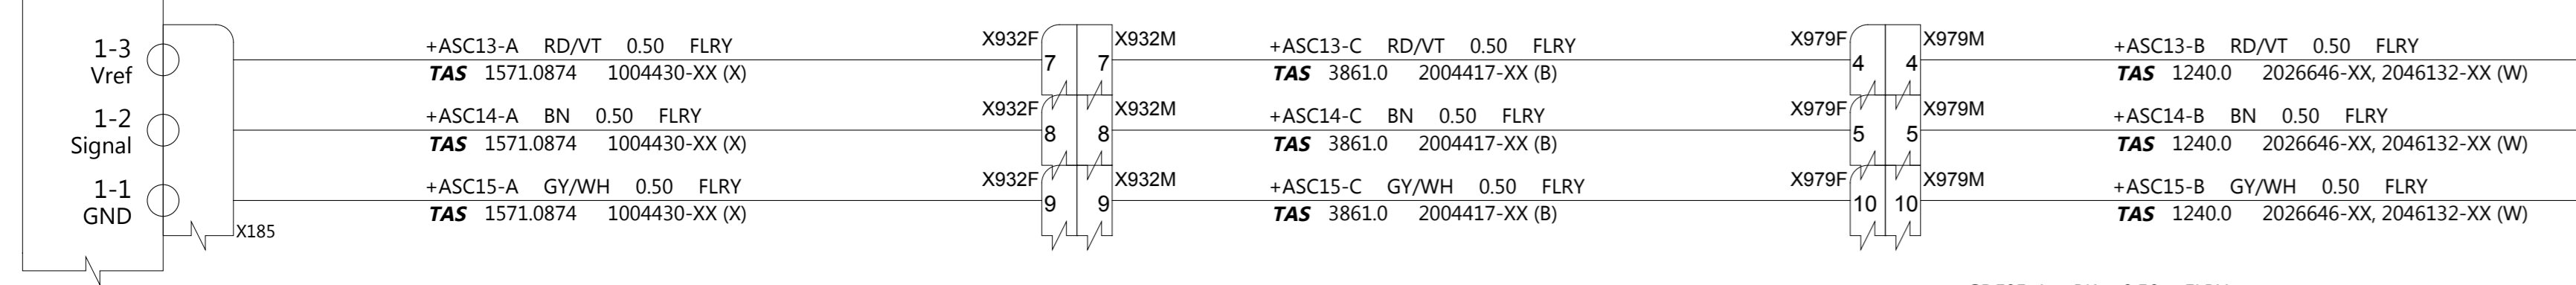 1-3
Vref
+ASC13-A RD/VT 0.50 FLRY
TAS 1571.0874 1004430-XX (X)
X932F
7
7
X932M
+ASC13-C RD/VT 0.50 FLRY
TAS 3861.0 2004417-XX (B)
X979F
4
4
X979M
+ASC13-B RD/VT 0.50 FLRY
TAS 1240.0 2026646-XX, 2046132-XX (W)
1-2
Signal
+ASC14-A BN 0.50 FLRY
TAS 1571.0874 1004430-XX (X)
X932F
8
8
X932M
+ASC14-C BN 0.50 FLRY
TAS 3861.0 2004417-XX (B)
X979F
5
5
X979M
+ASC14-B BN 0.50 FLRY
TAS 1240.0 2026646-XX, 2046132-XX (W)
1-1
GND
+ASC15-A GY/WH 0.50 FLRY
TAS 1571.0874 1004430-XX (X)
X932F
9
9
X932M
+ASC15-C GY/WH 0.50 FLRY
TAS 3861.0 2004417-XX (B)
X979F
10
10
X979M
+ASC15-B GY/WH 0.50 FLRY
TAS 1240.0 2026646-XX, 2046132-XX (W)
X185